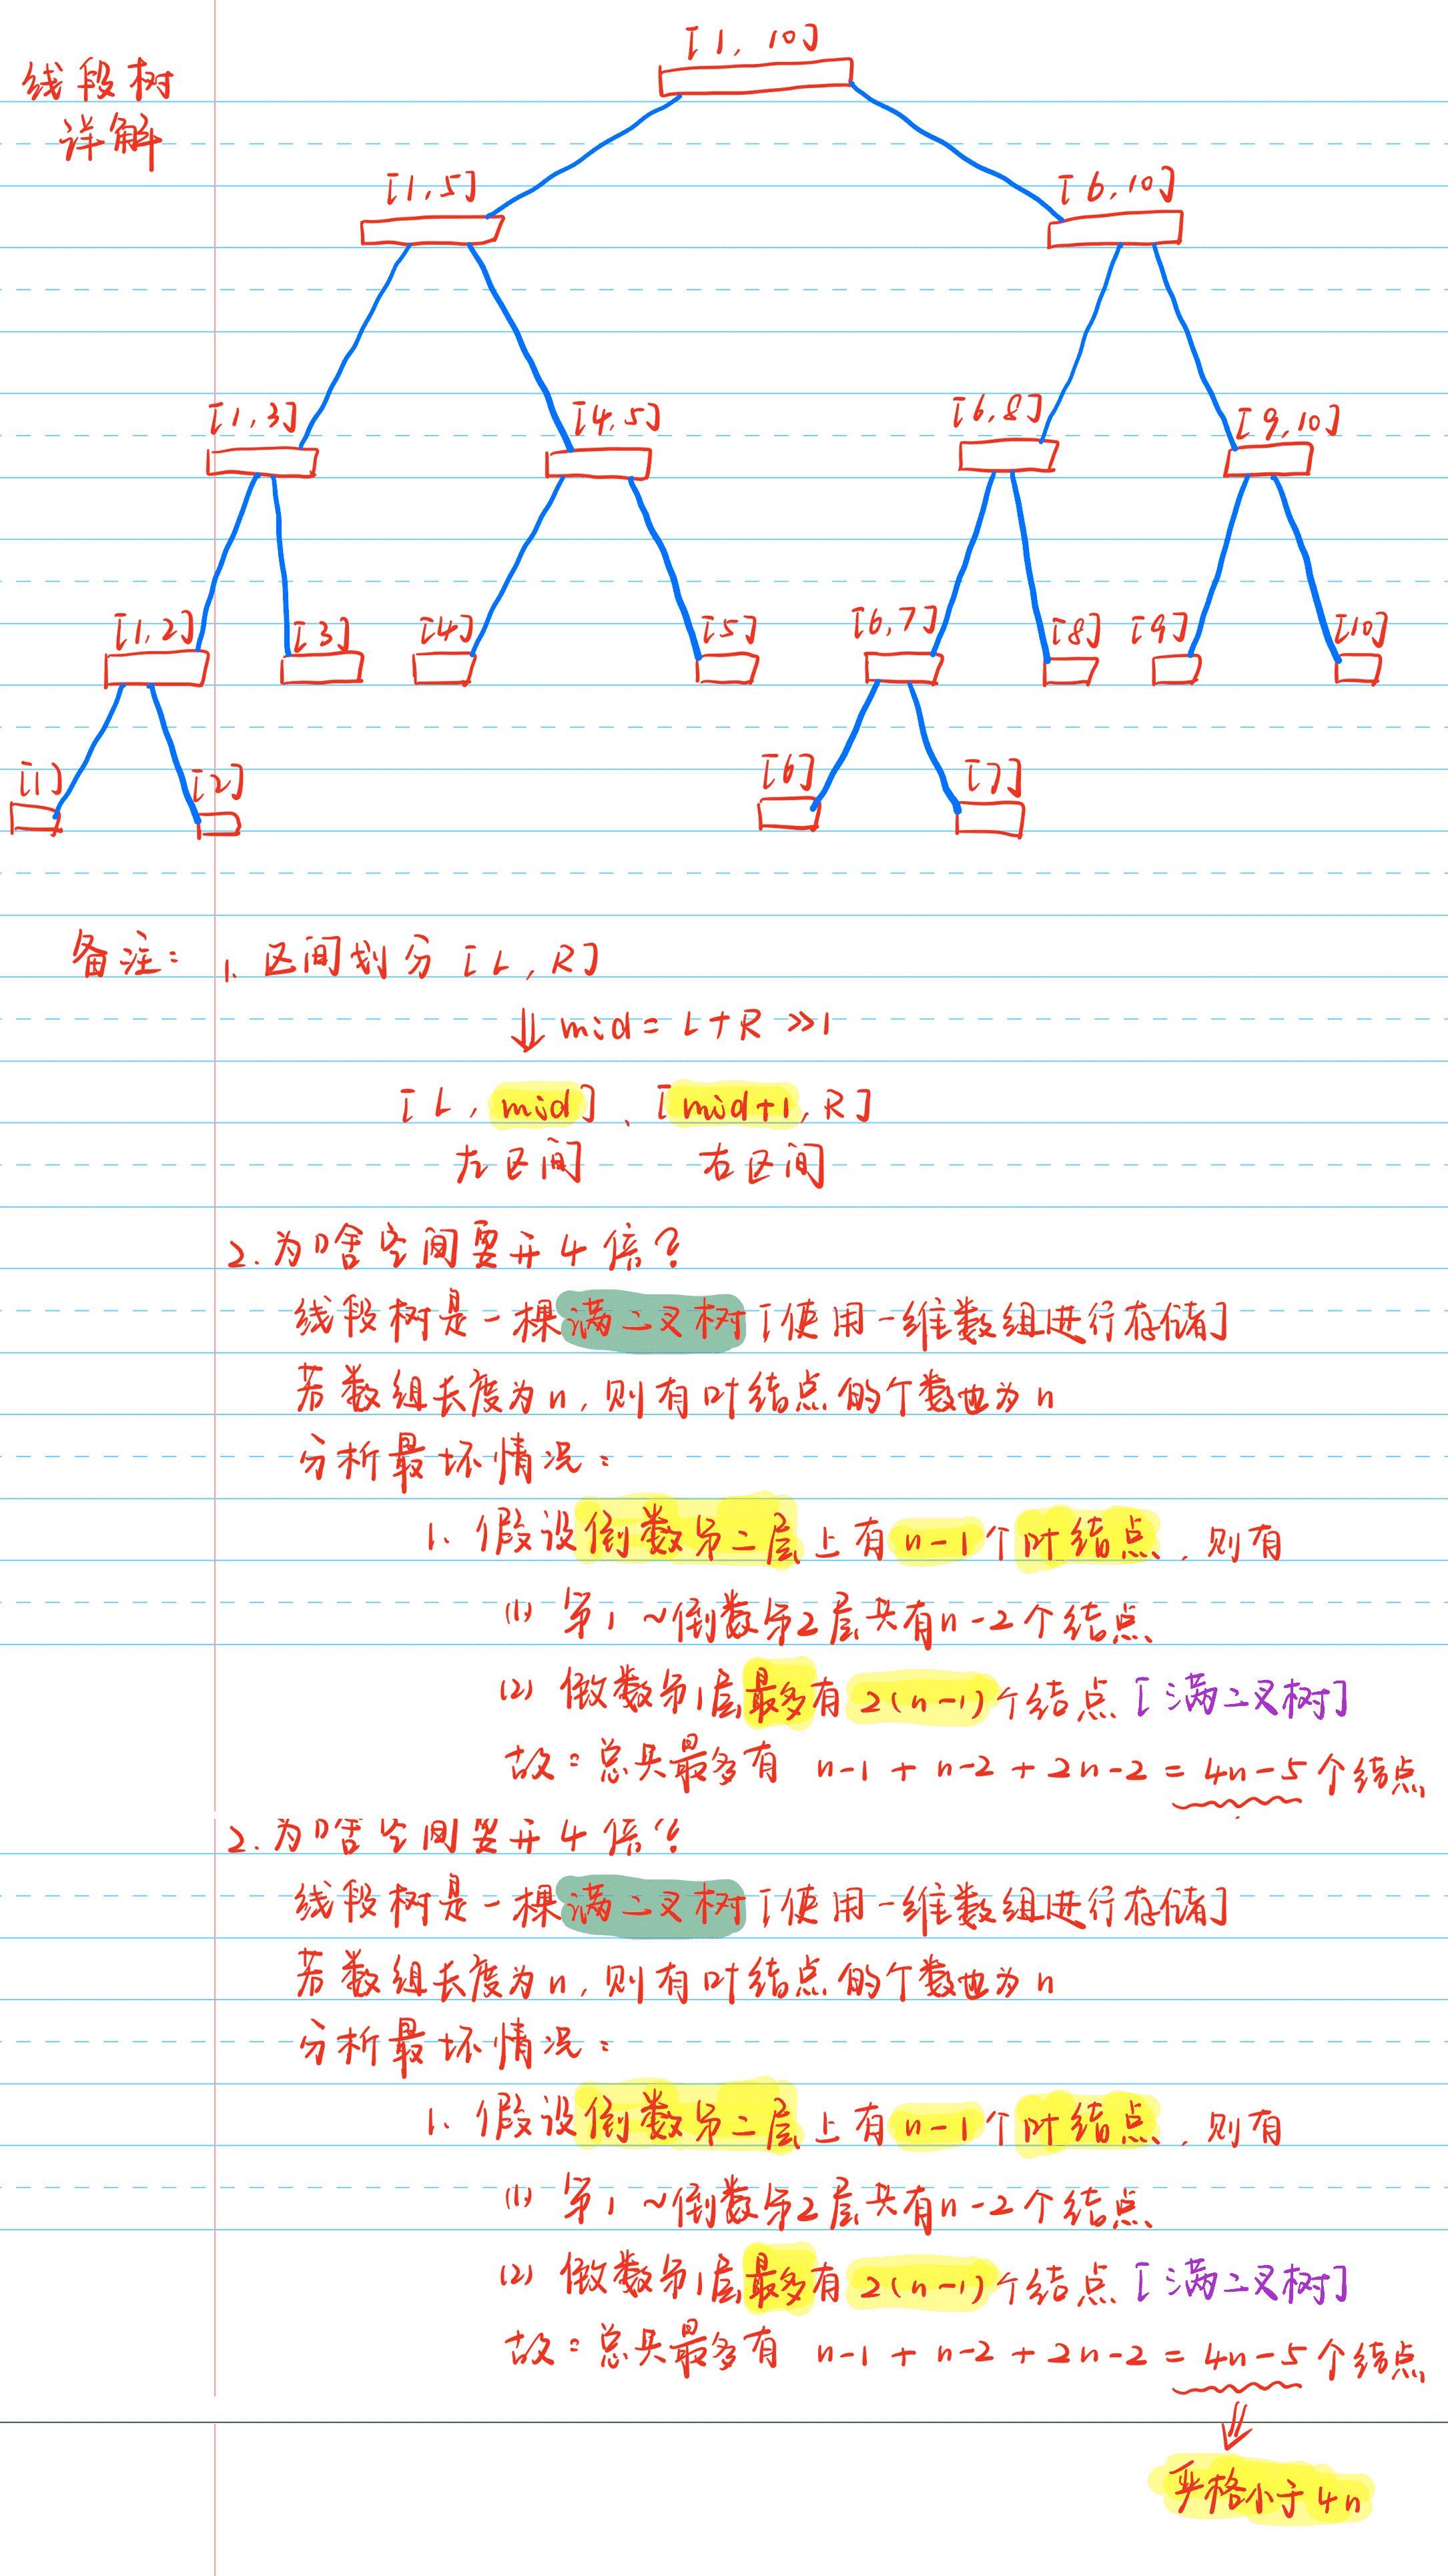 [1, 10]
线段树
详解
[1,5]
[6,10]
[1,3]
[4,5]
[6,8]
[9,10]
[1,2]
[3]
[4]
[5]
[6,7]
[8]
[9]
[10]
[1]
[2]
[6]
[7]
备注: 1. 区间划分 [L, R]
⇓ mid = L+R >>1
[L, mid]、[mid+1, R]
左区间 右区间
2. 为啥空间要开4倍?
线段树是一棵满二叉树[使用一维数组进行存储]
若数组长度为n,则有叶结点的个数也为n
分析最坏情况:
1. 假设倒数第二层上有n-1个叶结点,则有
(1) 第1~倒数第2层共有n-2个结点
(2) 倒数第1层最多有2(n-1)个结点[满二叉树]
故:总共最多有 n-1 + n-2 + 2n-2 = 4n-5个结点
2. 为啥空间要开4倍?
线段树是一棵满二叉树[使用一维数组进行存储]
若数组长度为n,则有叶结点的个数也为n
分析最坏情况:
1. 假设倒数第二层上有n-1个叶结点,则有
(1) 第1~倒数第2层共有n-2个结点
(2) 倒数第1层最多有2(n-1)个结点[满二叉树]
故:总共最多有 n-1 + n-2 + 2n-2 = 4n-5个结点
⇓
严格小于4n